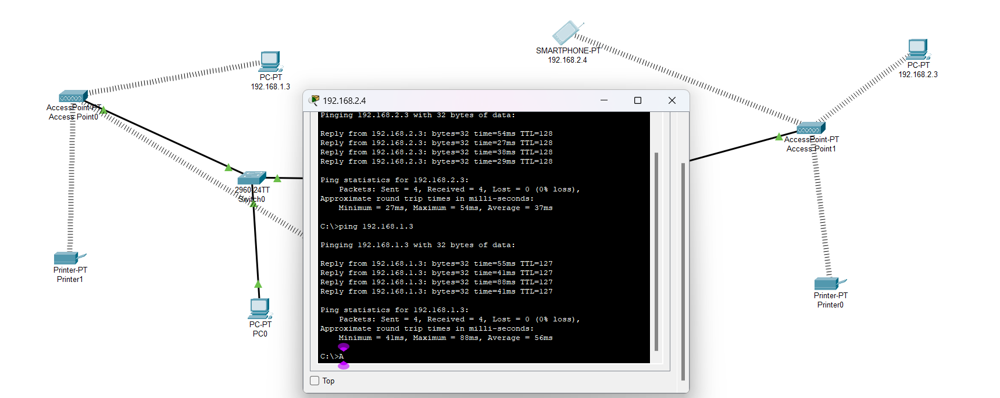 SMARTPHONE-PT
192.168.2.4
PC-PT
192.168.2.3
PC-PT
192.168.1.3
AccessPoint-PT
Access Point0
AccessPoint-PT
Access Point1
2960-24TT
Switch0
Printer-PT
Printer1
PC-PT
PC0
Printer-PT
Printer0
192.168.2.4
Pinging 192.168.2.3 with 32 bytes of data:
Reply from 192.168.2.3: bytes=32 time=54ms TTL=128
Reply from 192.168.2.3: bytes=32 time=27ms TTL=128
Reply from 192.168.2.3: bytes=32 time=38ms TTL=128
Reply from 192.168.2.3: bytes=32 time=29ms TTL=128
Ping statistics for 192.168.2.3:
Packets: Sent = 4, Received = 4, Lost = 0 (0% loss),
Approximate round trip times in milli-seconds:
Minimum = 27ms, Maximum = 54ms, Average = 37ms
C:\>ping 192.168.1.3
Pinging 192.168.1.3 with 32 bytes of data:
Reply from 192.168.1.3: bytes=32 time=55ms TTL=127
Reply from 192.168.1.3: bytes=32 time=41ms TTL=127
Reply from 192.168.1.3: bytes=32 time=88ms TTL=127
Reply from 192.168.1.3: bytes=32 time=41ms TTL=127
Ping statistics for 192.168.1.3:
Packets: Sent = 4, Received = 4, Lost = 0 (0% loss),
Approximate round trip times in milli-seconds:
Minimum = 41ms, Maximum = 88ms, Average = 56ms
C:\>A
Top